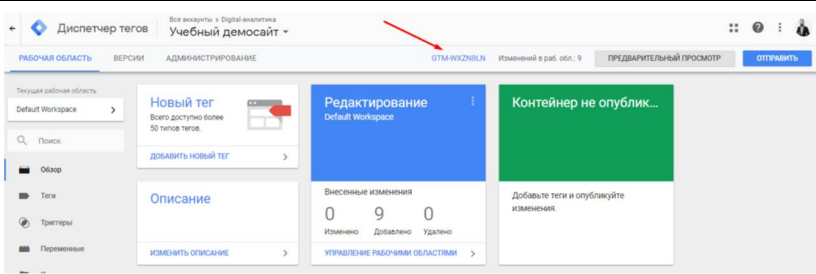 Все аккаунты > Digital-аналитика
Диспетчер тегов
Учебный демосайт
РАБОЧАЯ ОБЛАСТЬ ВЕРСИИ АДМИНИСТРИРОВАНИЕ
GTM-WXZN8LN Изменений в раб. обл.: 9 ПРЕДВАРИТЕЛЬНЫЙ ПРОСМОТР ОТПРАВИТЬ
Текущая рабочая область
Default Workspace
Поиск
Обзор
Теги
Триггеры
Переменные
Новый тег
Всего доступно более
50 типов тегов.
ДОБАВИТЬ НОВЫЙ ТЕГ
Описание
ИЗМЕНИТЬ ОПИСАНИЕ
Редактирование
Default Workspace
Внесенные изменения
0 9 0
Изменено Добавлено Удалено
УПРАВЛЕНИЕ РАБОЧИМИ ОБЛАСТЯМИ
Контейнер не опублик...
Добавьте теги и опубликуйте
изменения.